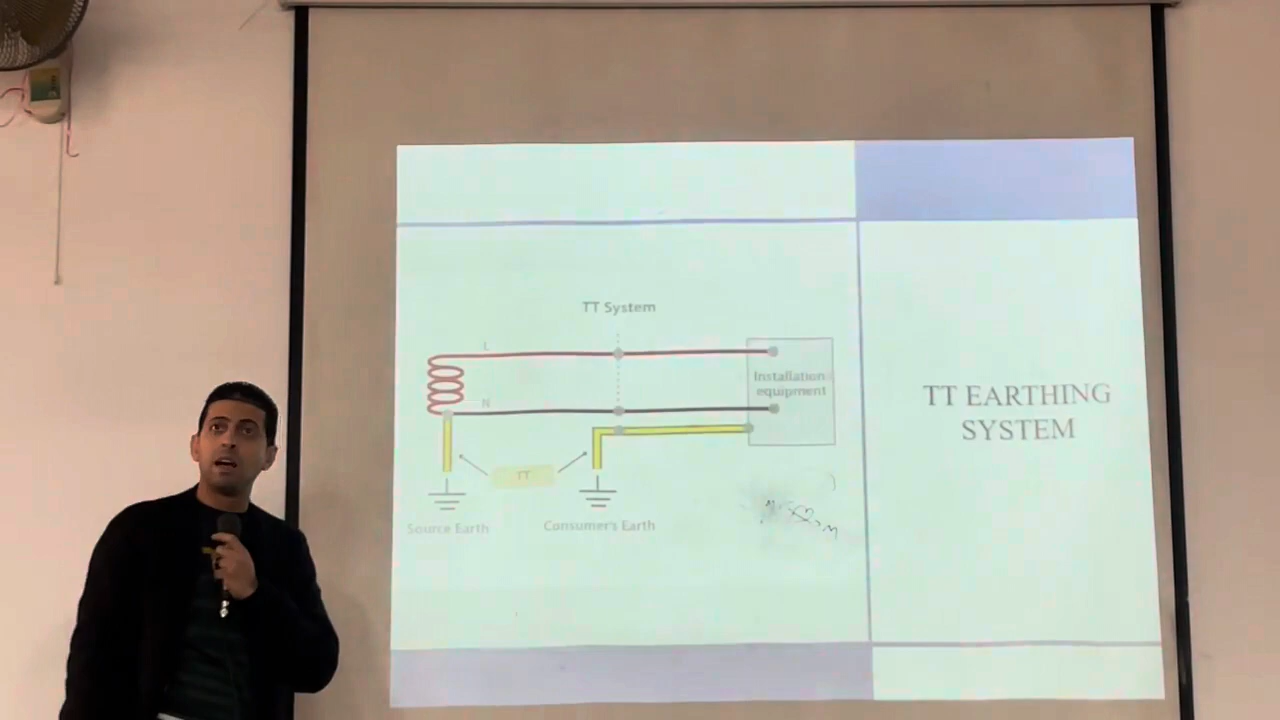 TT System
L
Installation
equipment
N
TT
Source Earth
Consumer's Earth
TT EARTHING
SYSTEM